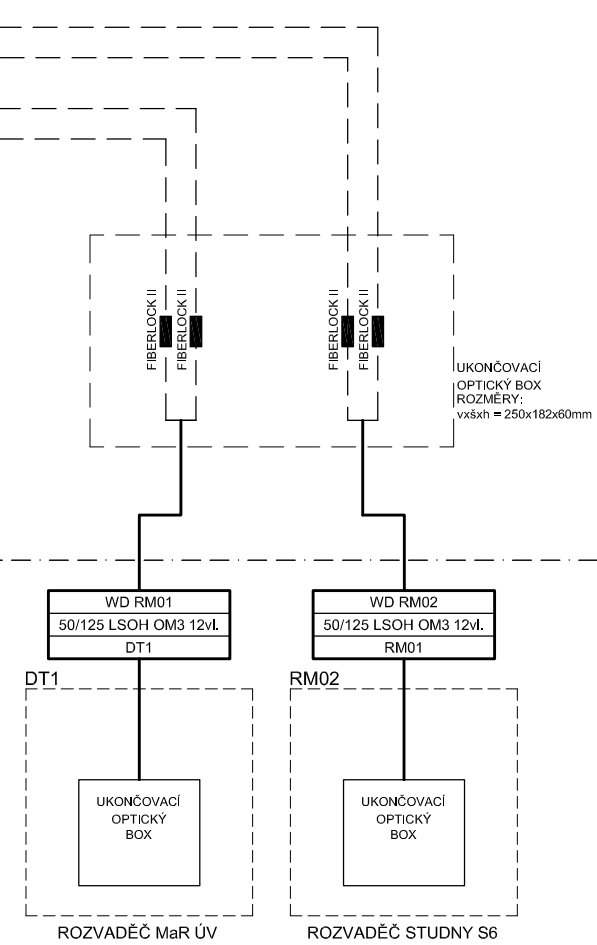 FIBERLOCK II
FIBERLOCK II
FIBERLOCK II
FIBERLOCK II
UKONČOVACÍ
OPTICKÝ BOX
ROZMĚRY:
vxšxh = 250x182x60mm
WD RM01
50/125 LSOH OM3 12vl.
DT1
WD RM02
50/125 LSOH OM3 12vl.
RM01
DT1
UKONČOVACÍ
OPTICKÝ
BOX
ROZVADĚČ MaR ÚV
RM02
UKONČOVACÍ
OPTICKÝ
BOX
ROZVADĚČ STUDNY S6